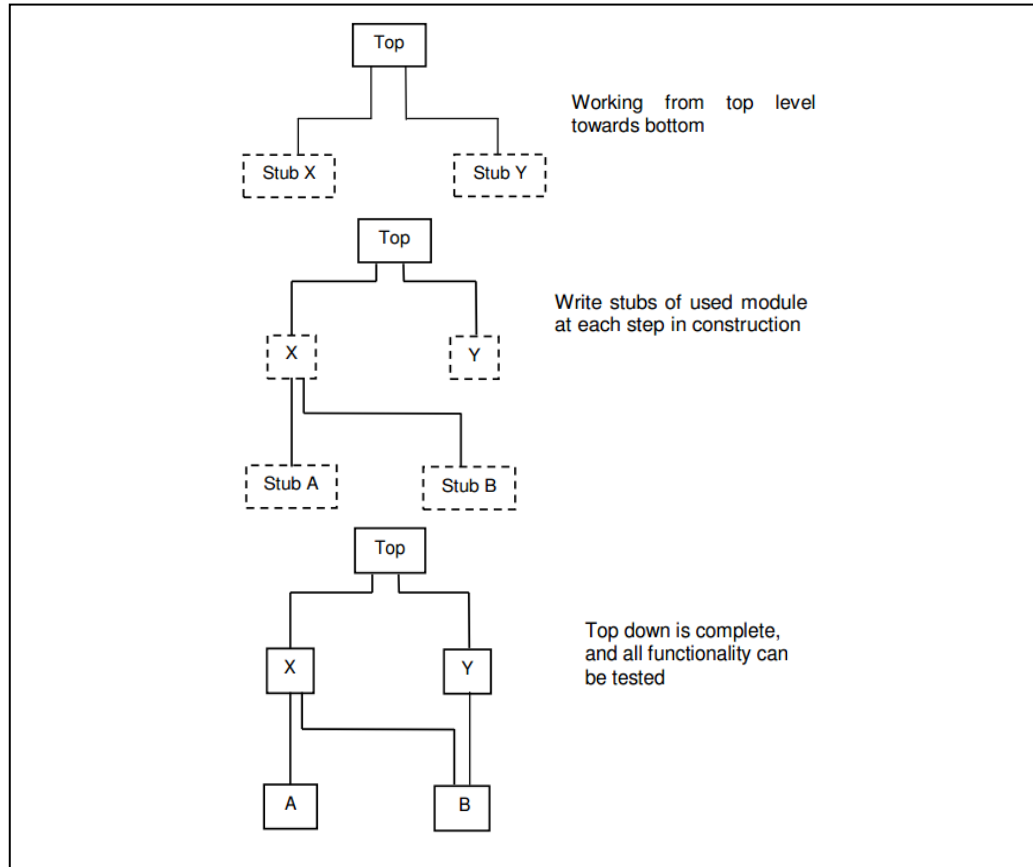 Top
Working from top level
towards bottom
Stub X
Stub Y
Top
Write stubs of used module
at each step in construction
X
Y
Stub A
Stub B
Top
Top down is complete,
and all functionality can
be tested
X
Y
A
B